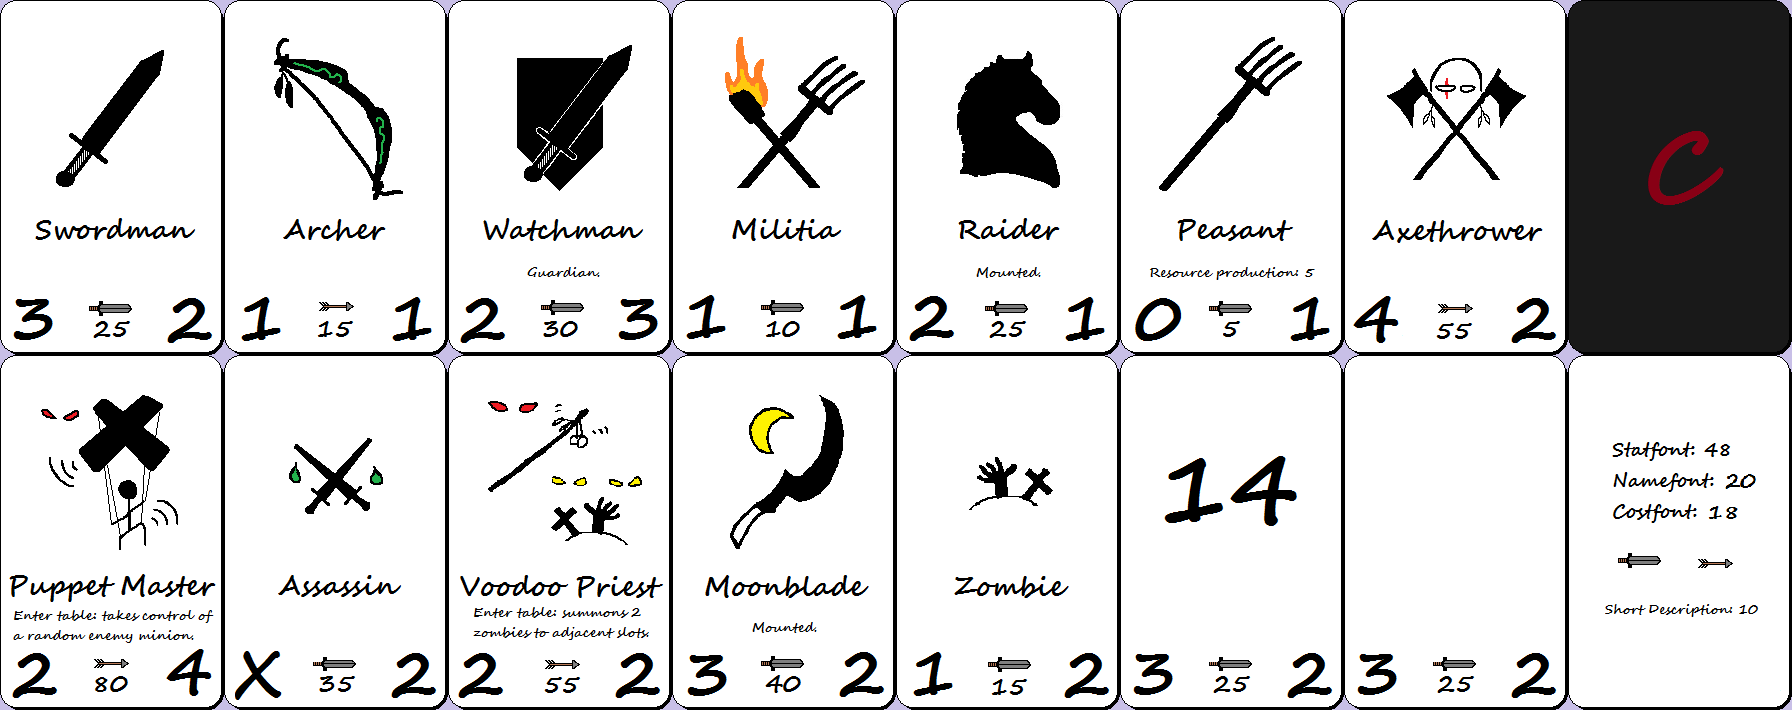 Swordman
3 25 2
Archer
1 15 1
Watchman
Guardian.
2 30 3
Militia
1 10 1
Raider
Mounted.
2 25 1
Peasant
Resource production: 5
0 5 1
Axethrower
4 55 2
C
Puppet Master
Enter table: takes control of
a random enemy minion.
2 80 4
Assassin
X 35 2
Voodoo Priest
Enter table: summons 2
zombies to adjacent slots.
2 55 2
Moonblade
Mounted.
3 40 2
Zombie
1 15 2
14
3 25 2
3 25 2
Statfont: 48
Namefont: 20
Costfont: 18
Short Description: 10